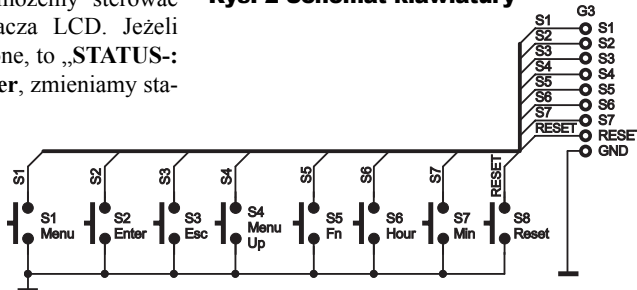 możemy sterować
acza LCD. Jeżeli
one, to „STATUS-:
er, zmieniamy sta-
Rys. 2 Schemat klawiatury
G3
S1 S1
S2 S2
S3 S3
S4 S4
S5 S5
S6 S6
S7 S7
RESET RESET
GND
S1 S2 S3 S4 S5 S6 S7 RESET
S1
Menu
S2
Enter
S3
Esc
S4
Menu
Up
S5
Fn
S6
Hour
S7
Min
S8
Reset